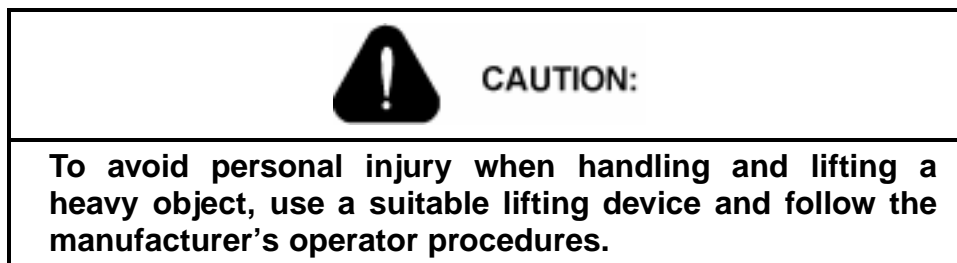 CAUTION:
To avoid personal injury when handling and lifting a
heavy object, use a suitable lifting device and follow the
manufacturer’s operator procedures.